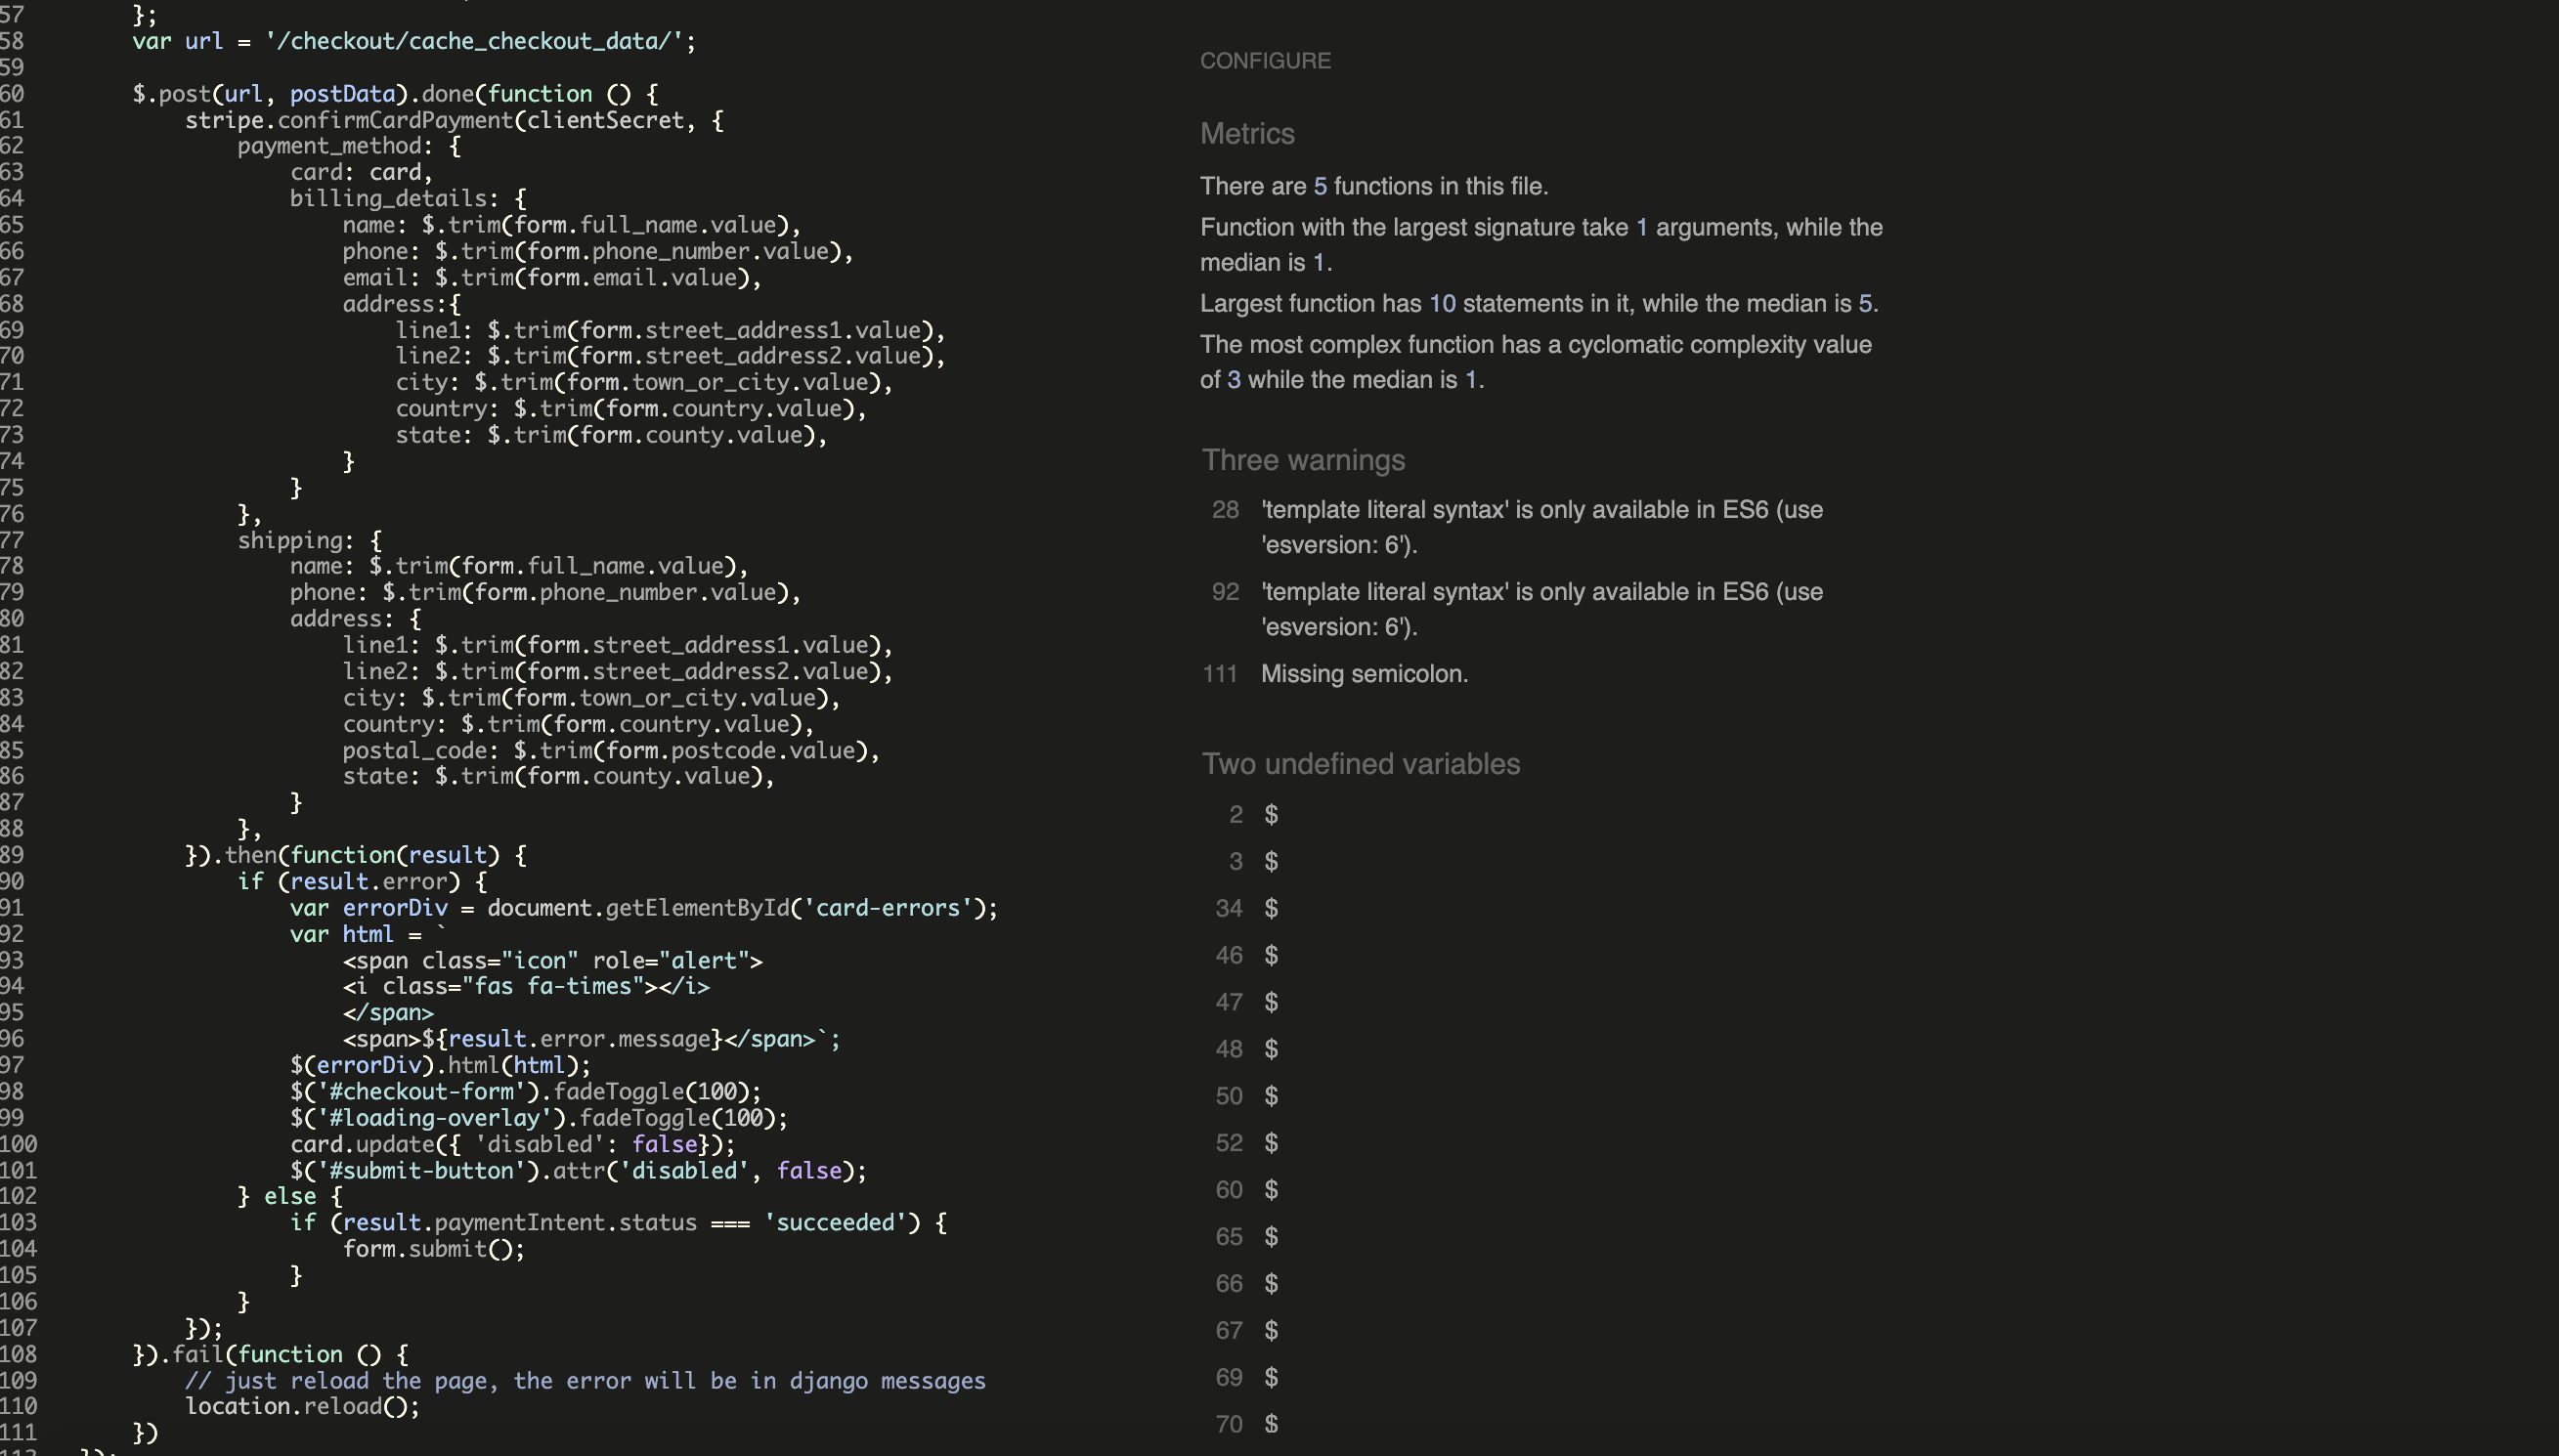 57 };
58 var url = '/checkout/cache_checkout_data/';
59
60 $.post(url, postData).done(function () {
61 stripe.confirmCardPayment(clientSecret, {
62 payment_method: {
63 card: card,
64 billing_details: {
65 name: $.trim(form.full_name.value),
66 phone: $.trim(form.phone_number.value),
67 email: $.trim(form.email.value),
68 address:{
69 line1: $.trim(form.street_address1.value),
70 line2: $.trim(form.street_address2.value),
71 city: $.trim(form.town_or_city.value),
72 country: $.trim(form.country.value),
73 state: $.trim(form.county.value),
74 }
75 }
76 },
77 shipping: {
78 name: $.trim(form.full_name.value),
79 phone: $.trim(form.phone_number.value),
80 address: {
81 line1: $.trim(form.street_address1.value),
82 line2: $.trim(form.street_address2.value),
83 city: $.trim(form.town_or_city.value),
84 country: $.trim(form.country.value),
85 postal_code: $.trim(form.postcode.value),
86 state: $.trim(form.county.value),
87 }
88 },
89 }).then(function(result) {
90 if (result.error) {
91 var errorDiv = document.getElementById('card-errors');
92 var html = `
93 <span class="icon" role="alert">
94 <i class="fas fa-times"></i>
95 </span>
96 <span>${result.error.message}</span>`;
97 $(errorDiv).html(html);
98 $('#checkout-form').fadeToggle(100);
99 $('#loading-overlay').fadeToggle(100);
100 card.update({ 'disabled': false});
101 $('#submit-button').attr('disabled', false);
102 } else {
103 if (result.paymentIntent.status === 'succeeded') {
104 form.submit();
105 }
106 }
107 });
108 }).fail(function () {
109 // just reload the page, the error will be in django messages
110 location.reload();
111 })
CONFIGURE
Metrics
There are 5 functions in this file.
Function with the largest signature take 1 arguments, while the
median is 1.
Largest function has 10 statements in it, while the median is 5.
The most complex function has a cyclomatic complexity value
of 3 while the median is 1.
Three warnings
28 'template literal syntax' is only available in ES6 (use
'esversion: 6').
92 'template literal syntax' is only available in ES6 (use
'esversion: 6').
111 Missing semicolon.
Two undefined variables
2 $
3 $
34 $
46 $
47 $
48 $
50 $
52 $
60 $
65 $
66 $
67 $
69 $
70 $